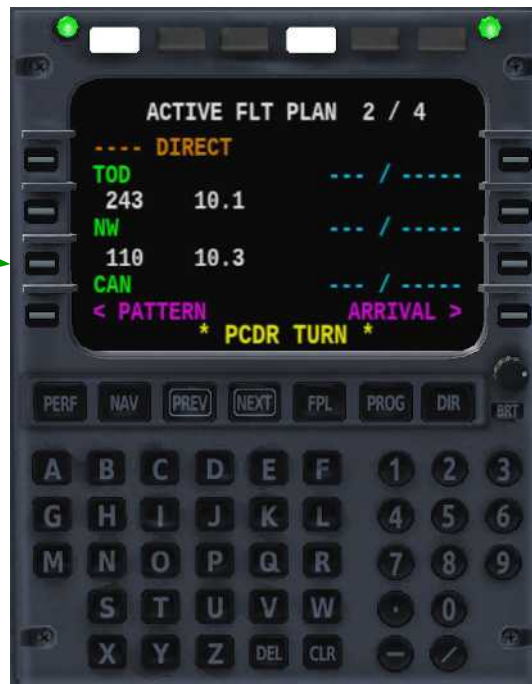 ACTIVE FLT PLAN 2 / 4
---- DIRECT
TOD --- / -----
243 10.1
NW --- / -----
110 10.3
CAN --- / -----
< PATTERN ARRIVAL >
* PCDR TURN *
PERF NAV PREV NEXT FPL PROG DIR BRT
A B C D E F 1 2 3
G H I J K L 4 5 6
M N O P Q R 7 8 9
S T U V W · 0
X Y Z DEL CLR - /